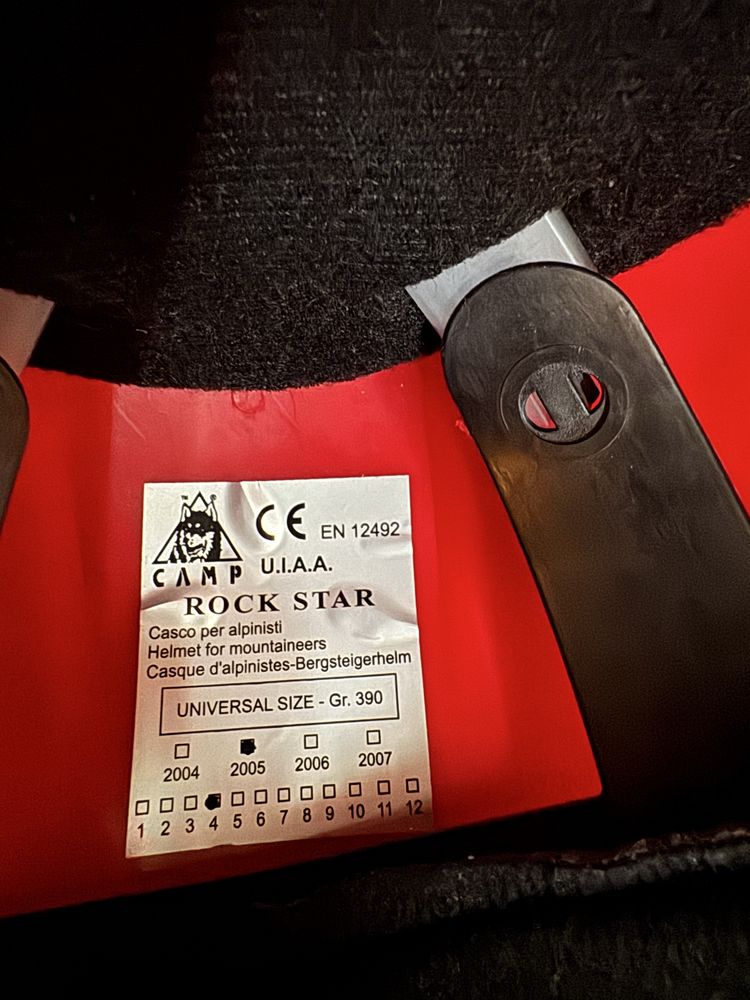 TM ®
CE EN 12492
CAMP U.I.A.A.
ROCK STAR
Casco per alpinisti
Helmet for mountaineers
Casque d'alpinistes-Bergsteigerhelm
UNIVERSAL SIZE - Gr. 390
2004 2005 2006 2007
1 2 3 4 5 6 7 8 9 10 11 12